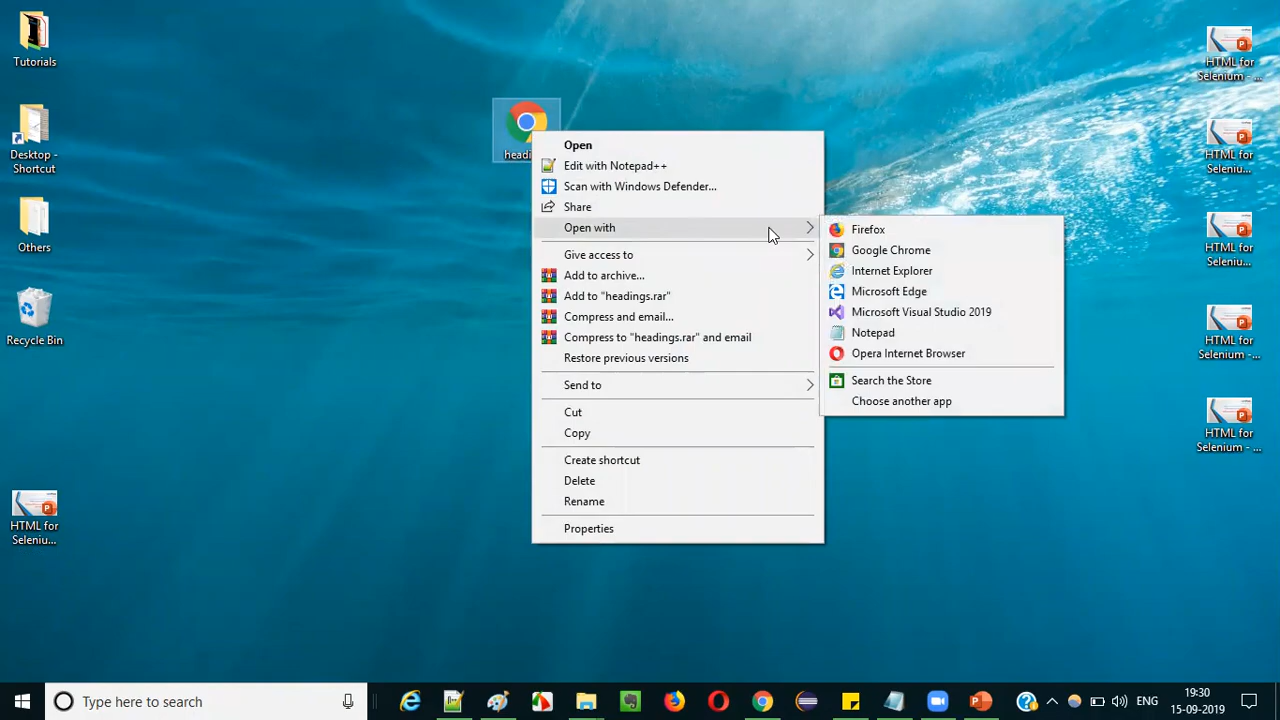 Tutorials
Desktop -
Shortcut
Others
Recycle Bin
HTML for
Seleniu...
Open
Edit with Notepad++
Scan with Windows Defender...
Share
Open with
Give access to
Add to archive...
Add to "headings.rar"
Compress and email...
Compress to "headings.rar" and email
Restore previous versions
Send to
Cut
Copy
Create shortcut
Delete
Rename
Properties
Firefox
Google Chrome
Internet Explorer
Microsoft Edge
Microsoft Visual Studio 2019
Notepad
Opera Internet Browser
Search the Store
Choose another app
HTML for
Selenium - ...
HTML for
Seleniu...
HTML for
Seleniu...
HTML for
Selenium - ...
HTML for
Selenium - ...
Type here to search
ENG
19:30
15-09-2019